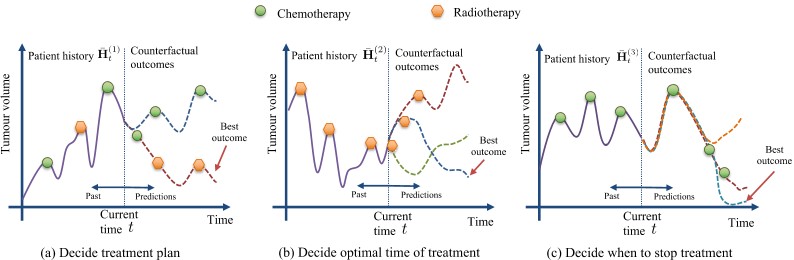 Chemotherapy
Radiotherapy
Patient history H̄ₜ⁽¹⁾
Counterfactual
outcomes
Tumour volume
Best
outcome
Past
Predictions
Current
time t
Time
(a) Decide treatment plan
Patient history H̄ₜ⁽²⁾
Counterfactual
outcomes
Tumour volume
Best
outcome
Past
Predictions
Current
time t
Time
(b) Decide optimal time of treatment
Patient history H̄ₜ⁽³⁾
Counterfactual
outcomes
Tumour volume
Best
outcome
Past
Predictions
Current
time t
Time
(c) Decide when to stop treatment